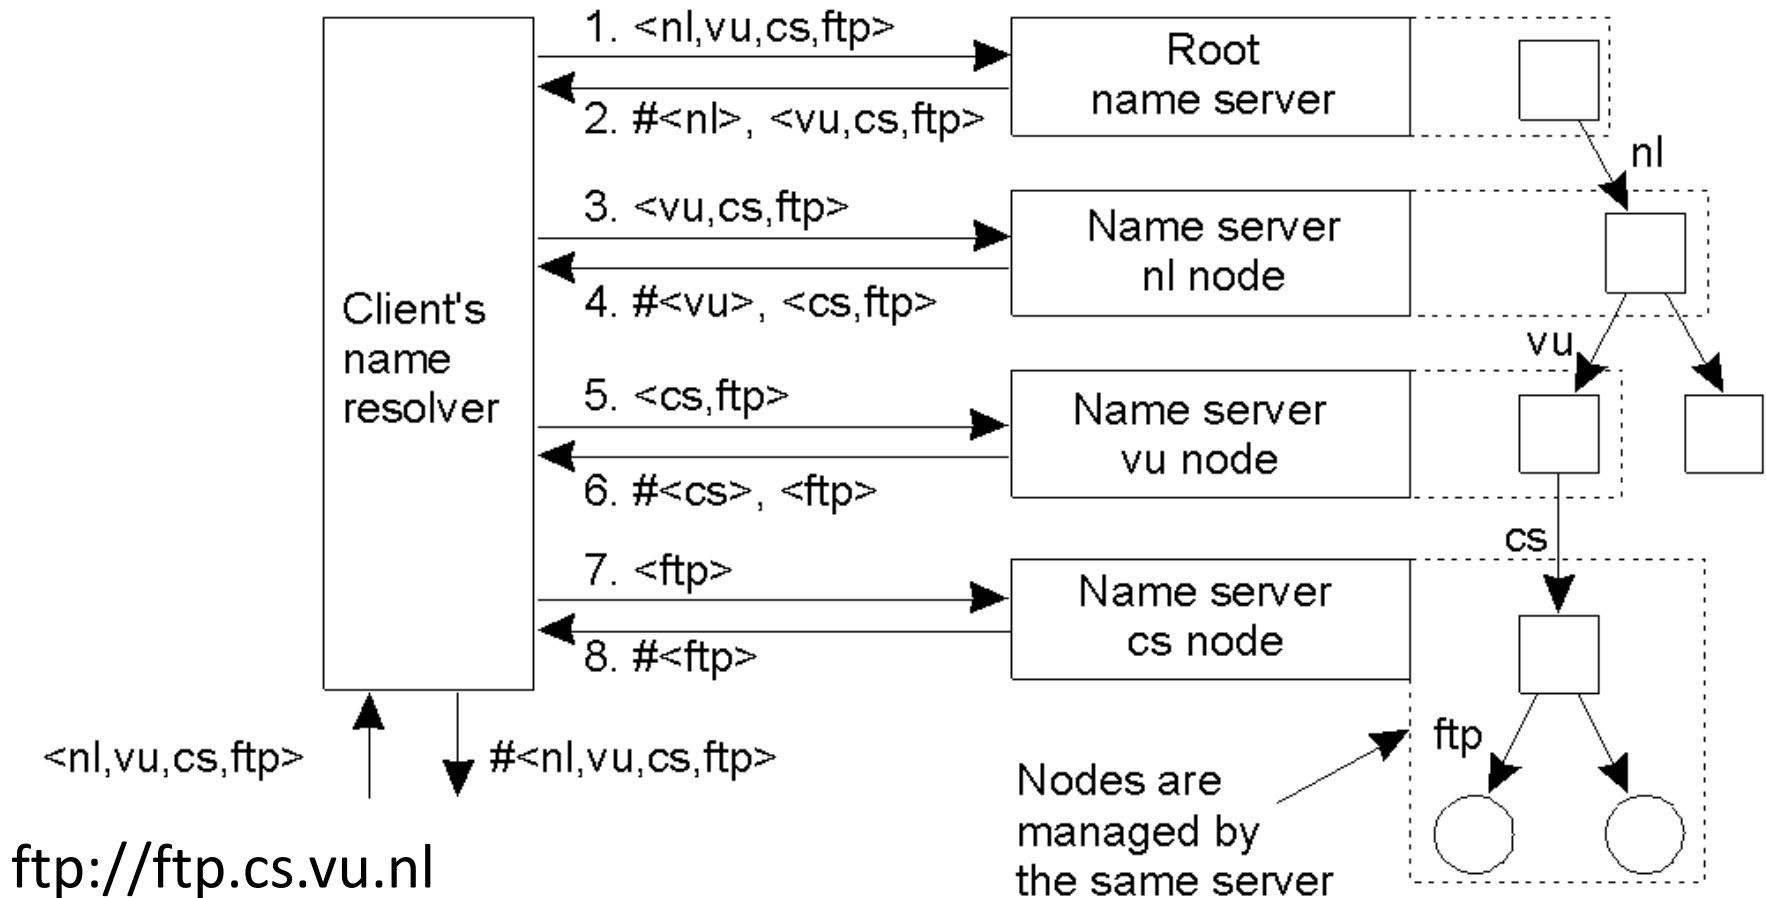 1. <nl,vu,cs,ftp>
Root
name server
2. #<nl>, <vu,cs,ftp>
nl
3. <vu,cs,ftp>
Name server
nl node
4. #<vu>, <cs,ftp>
Client's
name
resolver
vu
5. <cs,ftp>
Name server
vu node
6. #<cs>, <ftp>
cs
7. <ftp>
Name server
cs node
8. #<ftp>
ftp
<nl,vu,cs,ftp>
#<nl,vu,cs,ftp>
Nodes are
managed by
the same server
ftp://ftp.cs.vu.nl